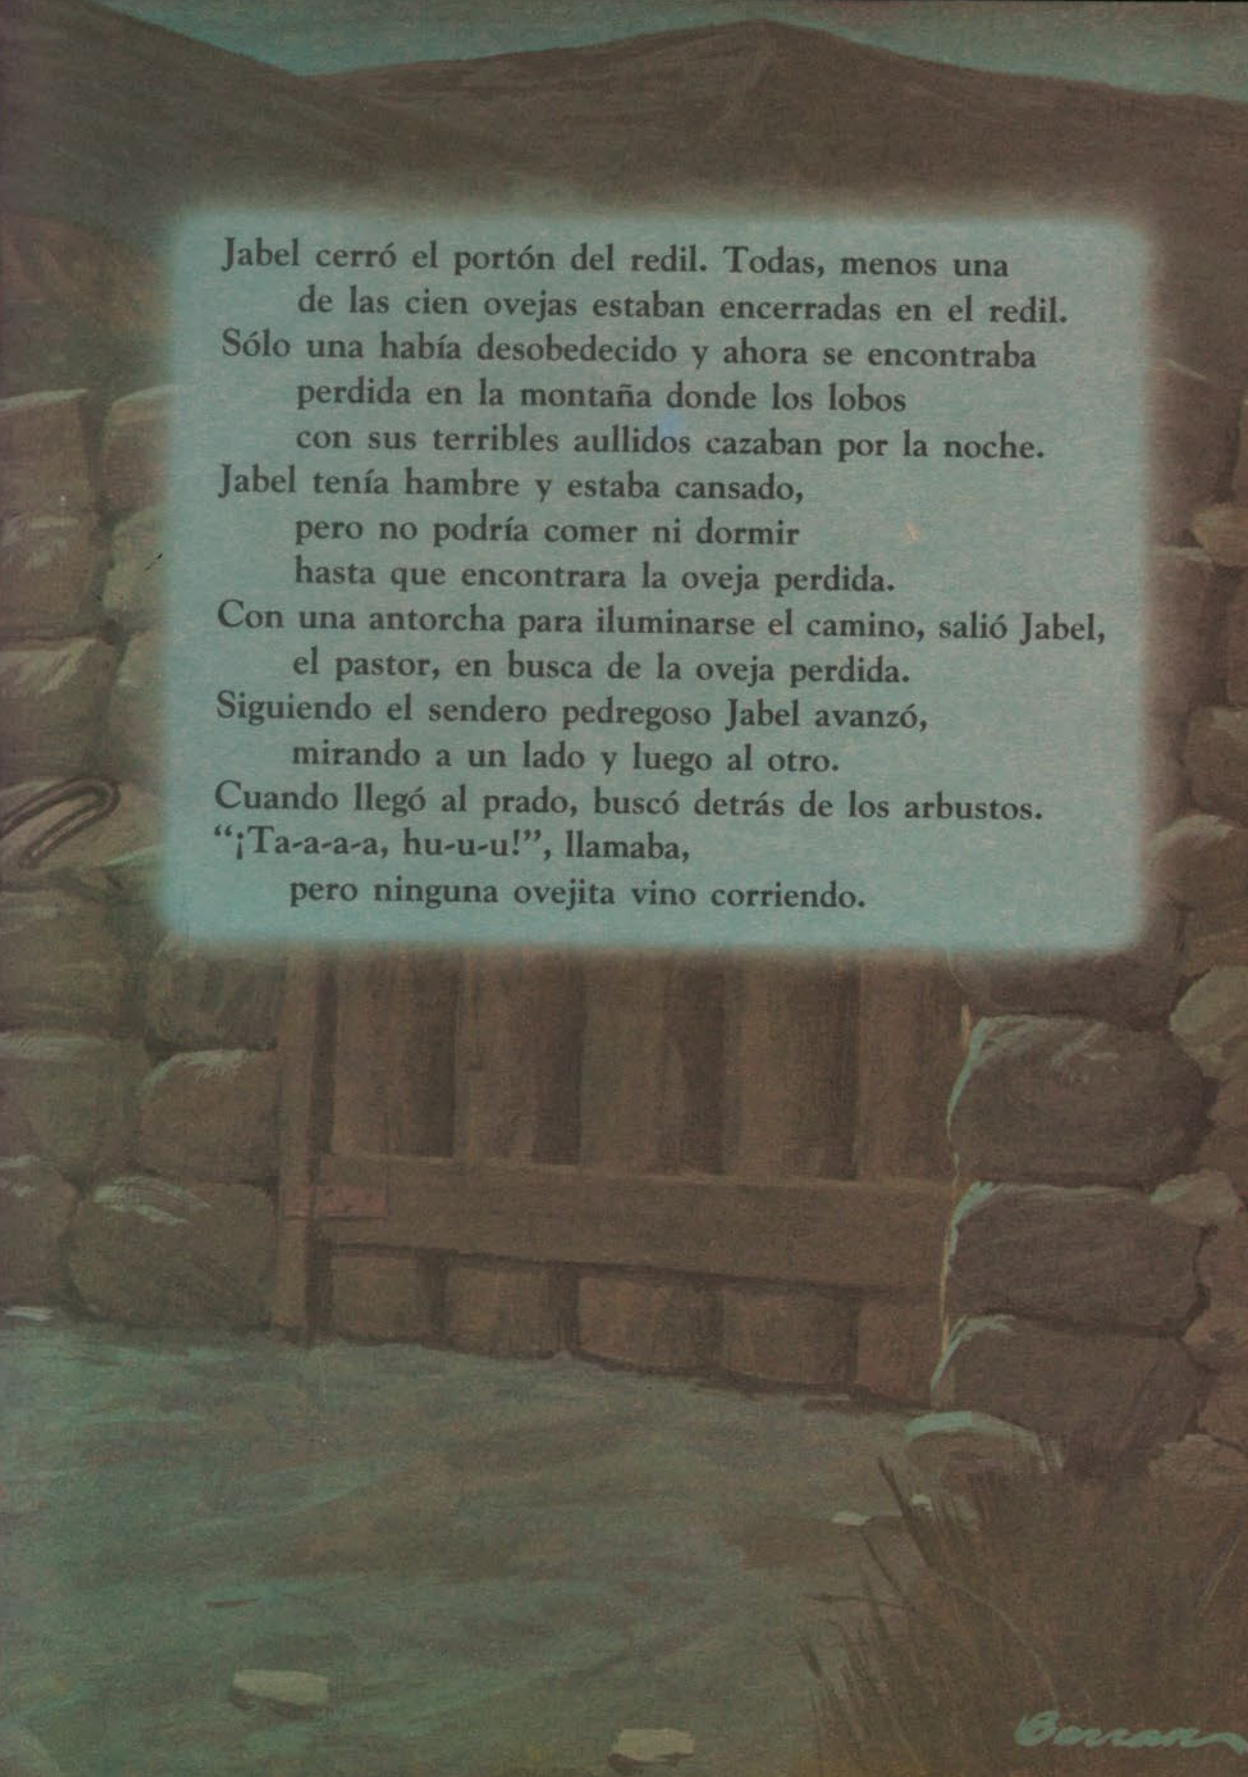 Jabel cerró el portón del redil. Todas, menos una
de las cien ovejas estaban encerradas en el redil.
Sólo una había desobedecido y ahora se encontraba
perdida en la montaña donde los lobos
con sus terribles aullidos cazaban por la noche.
Jabel tenía hambre y estaba cansado,
pero no podría comer ni dormir
hasta que encontrara la oveja perdida.
Con una antorcha para iluminarse el camino, salió Jabel,
el pastor, en busca de la oveja perdida.
Siguiendo el sendero pedregoso Jabel avanzó,
mirando a un lado y luego al otro.
Cuando llegó al prado, buscó detrás de los arbustos.
“¡Ta-a-a-a, hu-u-u!”, llamaba,
pero ninguna ovejita vino corriendo.